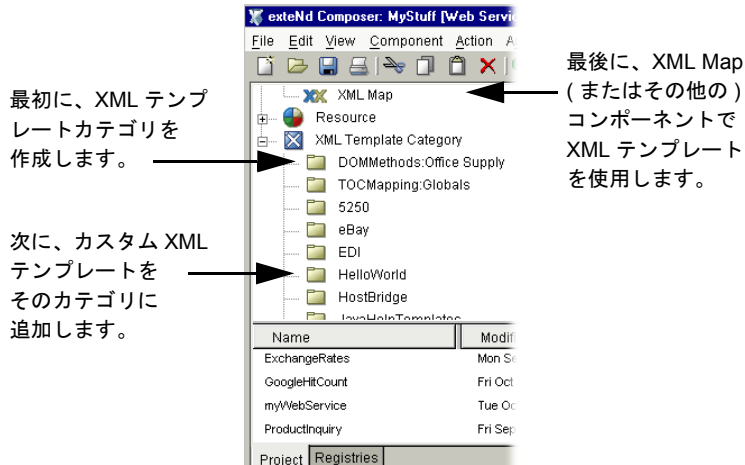 exteNd Composer: MyStuff [Web Servic
File Edit View Component Action A
最初に、XML テンプ
レートカテゴリを
作成します。
次に、カスタム XML
テンプレートを
そのカテゴリに
追加します。
XML Map
Resource
XML Template Category
DOMMethods:Office Supply
TOCMapping:Globals
5250
eBay
EDI
HelloWorld
HostBridge
JavaHelpTemplates
Name Modifi
ExchangeRates Mon Se
GoogleHitCount Fri Oct
myWebService Tue Oc
ProductInquiry Fri Sep
Project Registries
最後に、XML Map
( またはその他の )
コンポーネントで
XML テンプレート
を使用します。